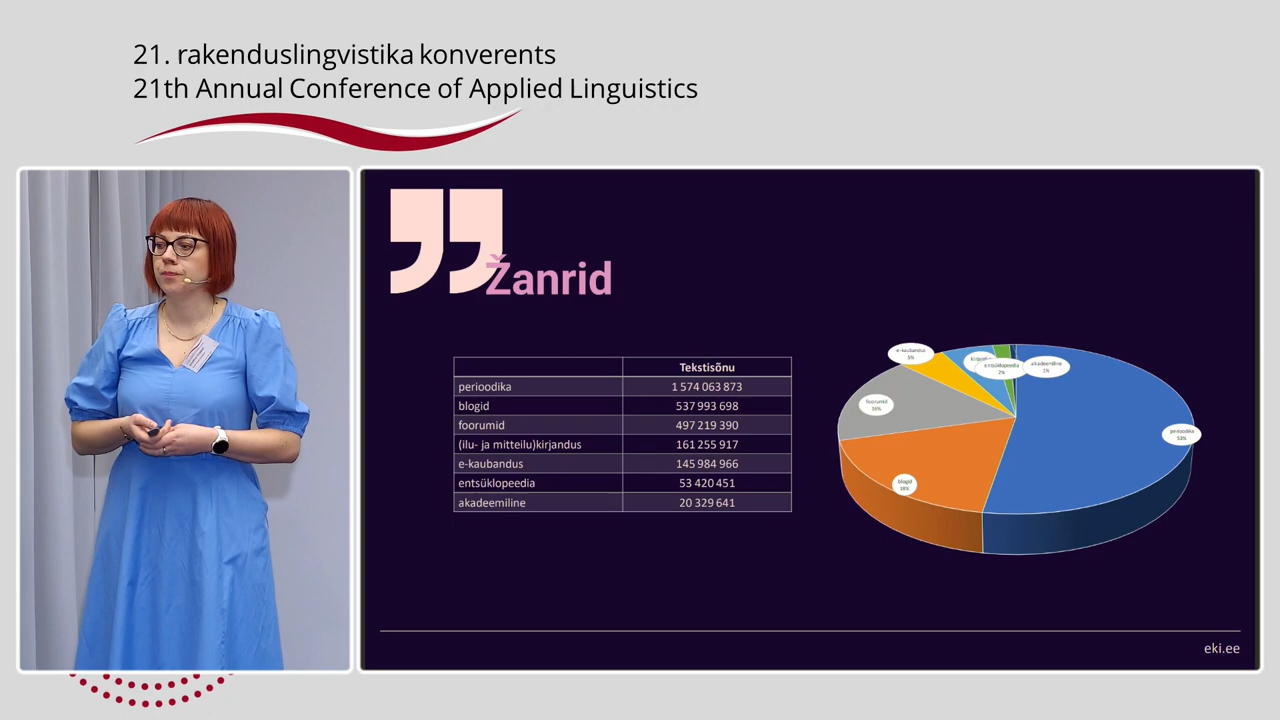 21. rakenduslingvistika konverents
21th Annual Conference of Applied Linguistics
Žanrid
Tekstisõnu
perioodika 1 574 063 873
blogid 537 993 698
foorumid 497 219 390
(ilu- ja mitteilu)kirjandus 161 255 917
e-kaubandus 145 984 966
entsüklopeedia 53 420 451
akadeemiline 20 329 641
e-kaubandus
5%
entsüklopeedia
2%
akadeemiline
1%
foorumid
16%
perioodika
53%
blogid
18%
eki.ee